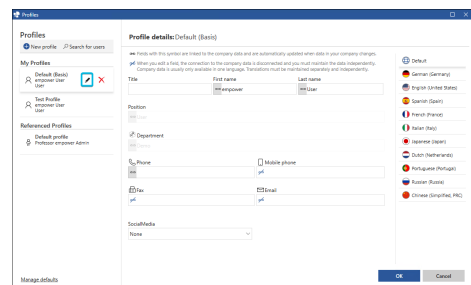 Profiles
Profiles
New profile
Search for users
My Profiles
Default (Basis)
empower User
User
Test Profile
empower User
User
Referenced Profiles
Default profile
Professor empower Admin
Manage defaults
Profile details: Default (Basis)
Fields with this symbol are linked to the company data and are automatically updated when data in your company changes.
When you edit a field, the connection to the company data is disconnected and you must maintain the data independently.
Company data is usually only available in one language. Translations must be maintained separately and independently.
Title
First name
Last name
empower
User
Position
User
Department
Phone
Mobile phone
Fax
Email
SocialMedia
None
Default
German (Germany)
English (United States)
Spanish (Spain)
French (France)
Italian (Italy)
Japanese (Japan)
Dutch (Netherlands)
Portuguese (Portugal)
Russian (Russia)
Chinese (Simplified, PRC)
OK
Cancel